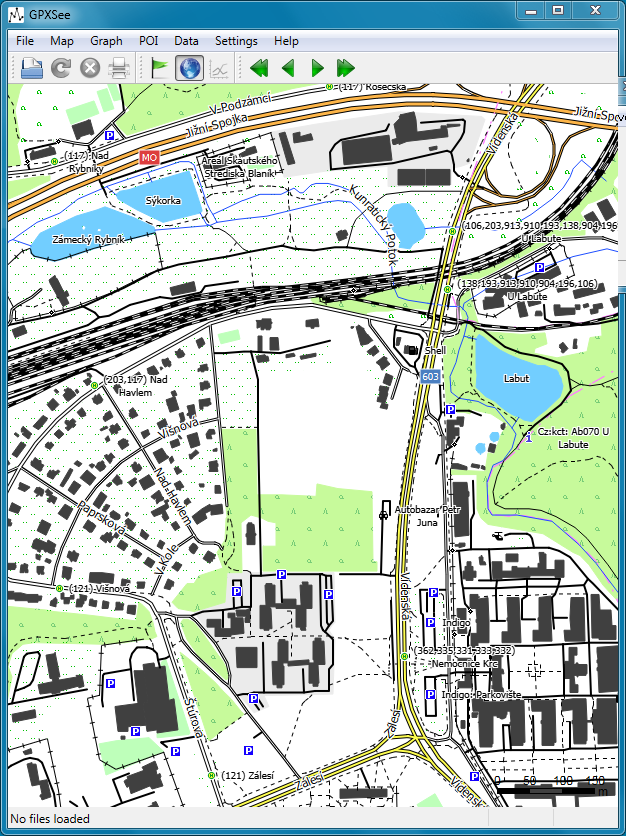 GPXSee
File Map Graph POI Data Settings Help
(117) Rosečská
V Podzámčí
Jižní Spojka
Jižní Spo
Vídeňská
P
(117) Nad
Rybníky
MO
Areál Skautského
Střediska Blaník
Sýkorka
Kunratický Potok
Zámecký Rybník
(106,203,913,910,193,138,904,196
U Labutě
P
(138,193,913,910,904,196,106)
U Labutě
Shell
603
Labuť
(203,117) Nad
Havlem
P
Višňová
Cz:kct: Ab070 U
Labutě
i
Nad Havlem
Paprsková
V Kole
Autobazar Petr
Juna
P
P
P
P
(121) Višňová
Vídeňská
P
Indigo
(362,335,331,333,332)
Nemocnice Krč
P
P
P
Indigo: Parkoviště
Štúrova
P
P
P
Zálesí
(121) Zálesí
Zálesí
P
Vídeňská
0 50 100 150
m
No files loaded